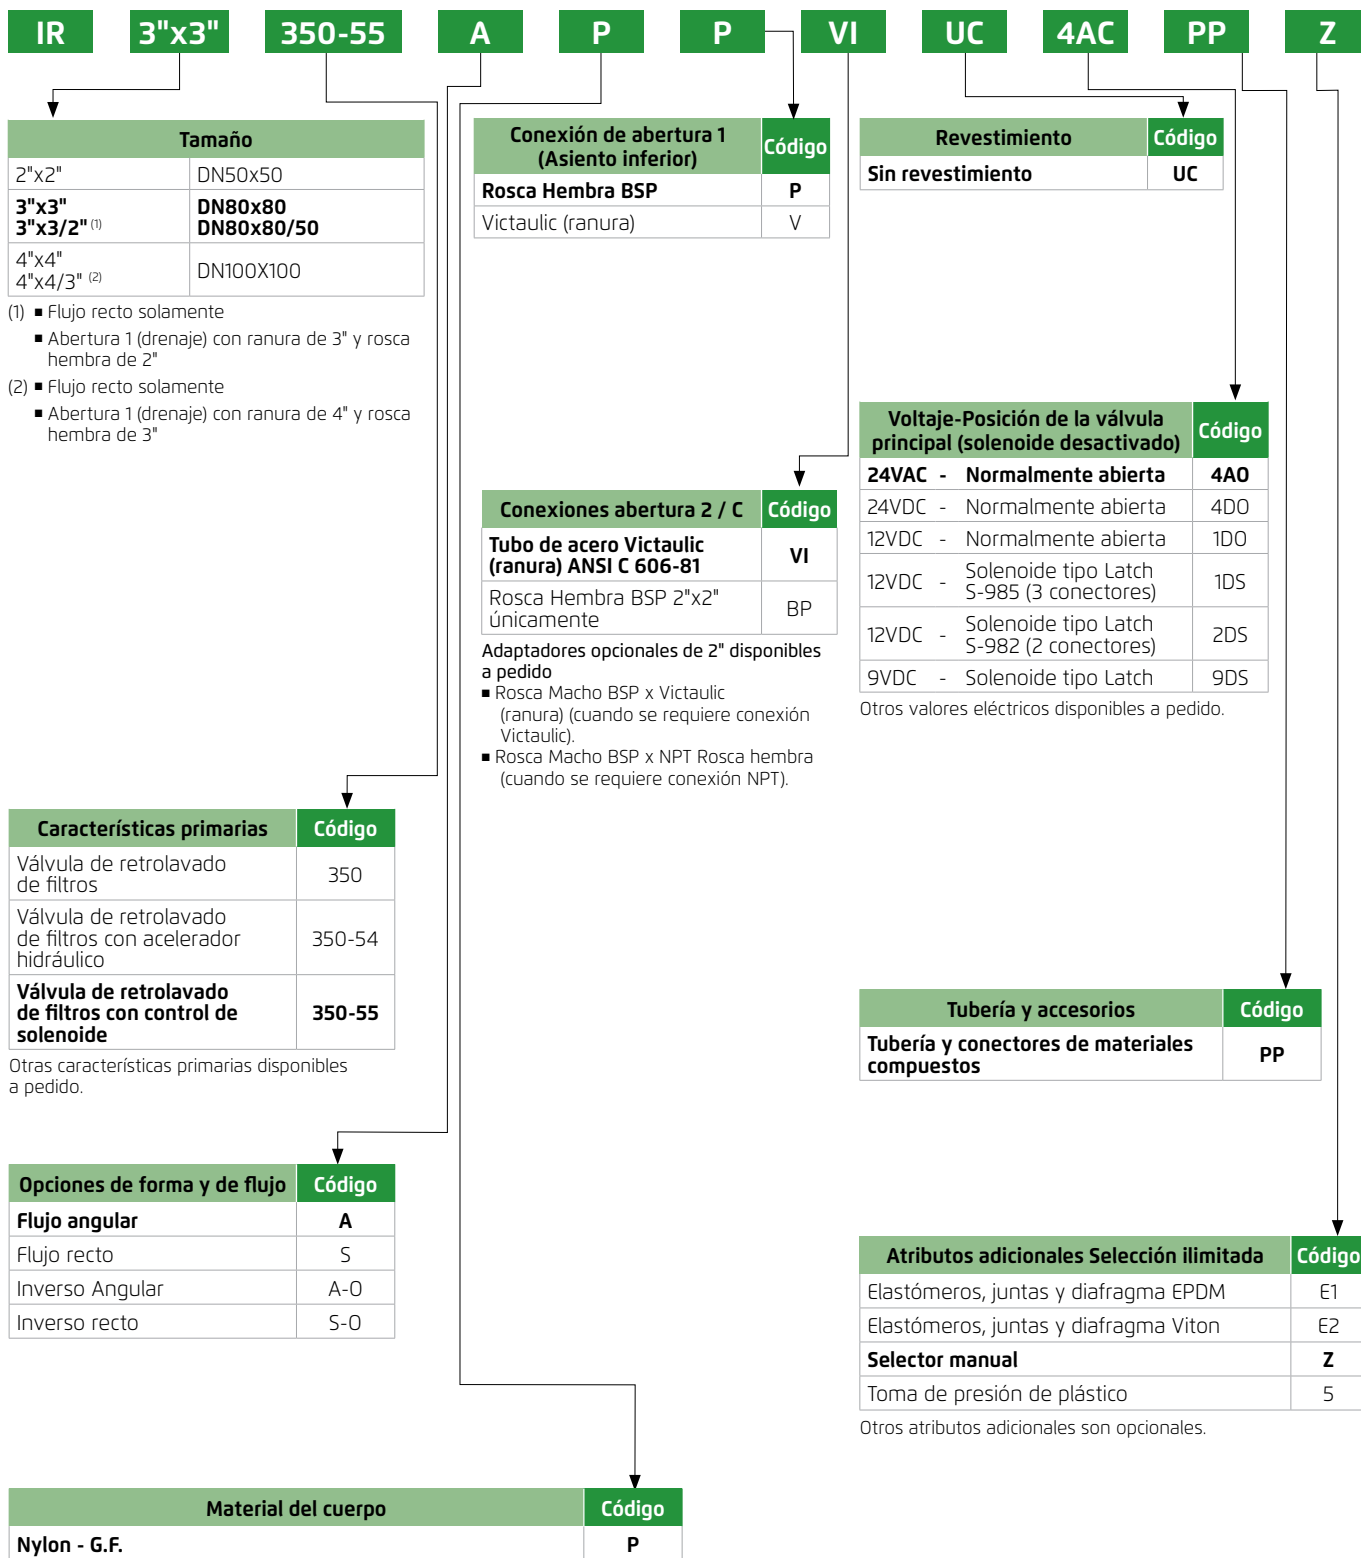 IR 3"x3" 350-55 A P P VI UC 4AC PP Z
Tamaño
2"x2" DN50x50
3"x3" DN80x80
3"x3/2" (1) DN80x80/50
4"x4"
4"x4/3" (2) DN100X100
(1) ■ Flujo recto solamente
■ Abertura 1 (drenaje) con ranura de 3" y rosca
hembra de 2"
(2) ■ Flujo recto solamente
■ Abertura 1 (drenaje) con ranura de 4" y rosca
hembra de 3"
Conexión de abertura 1
(Asiento inferior) Código
Rosca Hembra BSP P
Victaulic (ranura) V
Revestimiento Código
Sin revestimiento UC
Voltaje-Posición de la válvula
principal (solenoide desactivado) Código
24VAC - Normalmente abierta 4AO
24VDC - Normalmente abierta 4DO
12VDC - Normalmente abierta 1DO
12VDC - Solenoide tipo Latch
S-985 (3 conectores) 1DS
12VDC - Solenoide tipo Latch
S-982 (2 conectores) 2DS
9VDC - Solenoide tipo Latch 9DS
Otros valores eléctricos disponibles a pedido.
Conexiones abertura 2 / C Código
Tubo de acero Victaulic
(ranura) ANSI C 606-81 VI
Rosca Hembra BSP 2"x2"
únicamente BP
Adaptadores opcionales de 2" disponibles
a pedido
■ Rosca Macho BSP x Victaulic
(ranura) (cuando se requiere conexión
Victaulic).
■ Rosca Macho BSP x NPT Rosca hembra
(cuando se requiere conexión NPT).
Características primarias Código
Válvula de retrolavado
de filtros 350
Válvula de retrolavado
de filtros con acelerador
hidráulico 350-54
Válvula de retrolavado
de filtros con control de
solenoide 350-55
Otras características primarias disponibles
a pedido.
Tubería y accesorios Código
Tubería y conectores de materiales
compuestos PP
Opciones de forma y de flujo Código
Flujo angular A
Flujo recto S
Inverso Angular A-O
Inverso recto S-O
Atributos adicionales Selección ilimitada Código
Elastómeros, juntas y diafragma EPDM E1
Elastómeros, juntas y diafragma Viton E2
Selector manual Z
Toma de presión de plástico 5
Otros atributos adicionales son opcionales.
Material del cuerpo Código
Nylon - G.F. P